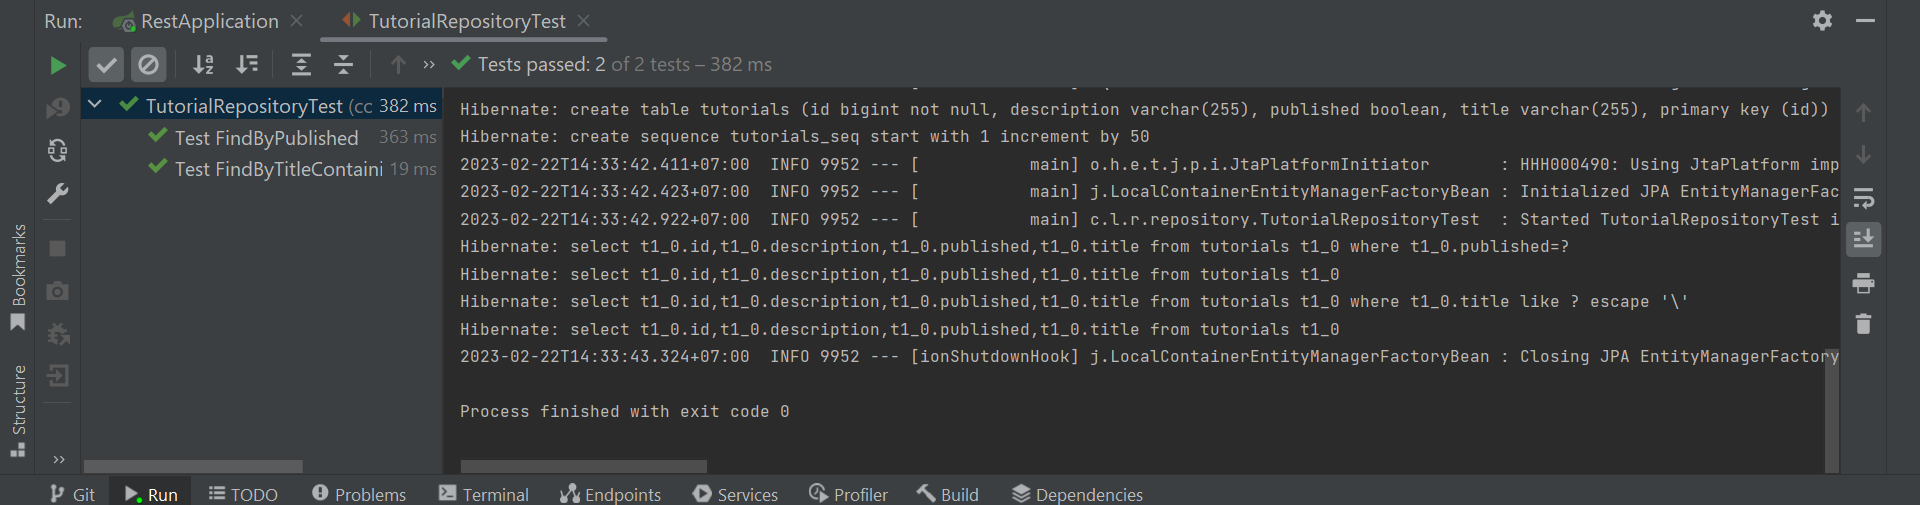 Run: RestApplication TutorialRepositoryTest
Tests passed: 2 of 2 tests – 382 ms
TutorialRepositoryTest (cc 382 ms
Test FindByPublished 363 ms
Test FindByTitleContaini 19 ms
Hibernate: create table tutorials (id bigint not null, description varchar(255), published boolean, title varchar(255), primary key (id))
Hibernate: create sequence tutorials_seq start with 1 increment by 50
2023-02-22T14:33:42.411+07:00  INFO 9952 --- [           main] o.h.e.t.j.p.i.JtaPlatformInitiator       : HHH000490: Using JtaPlatform imp
2023-02-22T14:33:42.423+07:00  INFO 9952 --- [           main] j.LocalContainerEntityManagerFactoryBean : Initialized JPA EntityManagerFac
2023-02-22T14:33:42.922+07:00  INFO 9952 --- [           main] c.l.r.repository.TutorialRepositoryTest  : Started TutorialRepositoryTest i
Hibernate: select t1_0.id,t1_0.description,t1_0.published,t1_0.title from tutorials t1_0 where t1_0.published=?
Hibernate: select t1_0.id,t1_0.description,t1_0.published,t1_0.title from tutorials t1_0
Hibernate: select t1_0.id,t1_0.description,t1_0.published,t1_0.title from tutorials t1_0 where t1_0.title like ? escape '\'
Hibernate: select t1_0.id,t1_0.description,t1_0.published,t1_0.title from tutorials t1_0
2023-02-22T14:33:43.324+07:00  INFO 9952 --- [ionShutdownHook] j.LocalContainerEntityManagerFactoryBean : Closing JPA EntityManagerFactory
Process finished with exit code 0
Bookmarks
Structure
Git Run TODO Problems Terminal Endpoints Services Profiler Build Dependencies